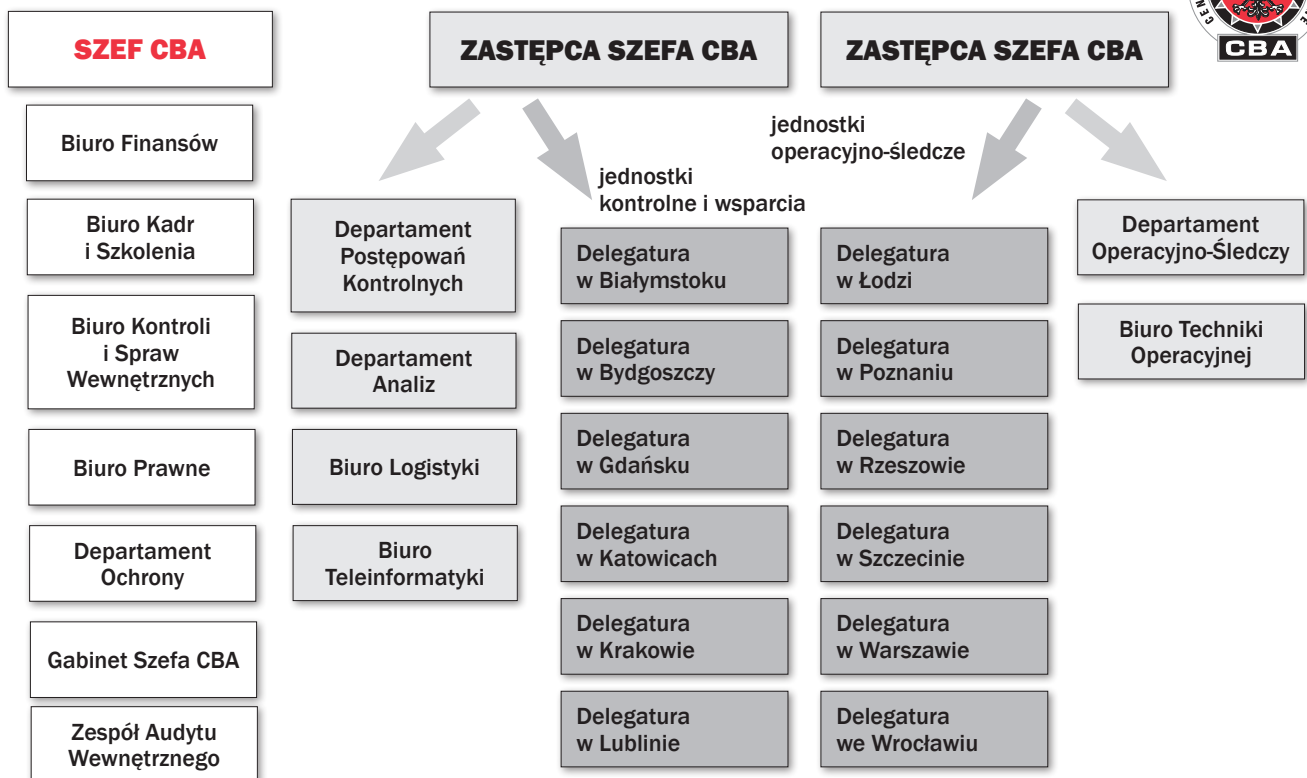 SZEF CBA
Biuro Finansów
Biuro Kadr
i Szkolenia
Biuro Kontroli
i Spraw
Wewnętrznych
Biuro Prawne
Departament
Ochrony
Gabinet Szefa CBA
Zespół Audytu
Wewnętrznego
ZASTĘPCA SZEFA CBA
Departament
Postępowań
Kontrolnych
Departament
Analiz
Biuro Logistyki
Biuro
Teleinformatyki
jednostki
kontrolne i wsparcia
Delegatura
w Białymstoku
Delegatura
w Bydgoszczy
Delegatura
w Gdańsku
Delegatura
w Katowicach
Delegatura
w Krakowie
Delegatura
w Lublinie
ZASTĘPCA SZEFA CBA
jednostki
operacyjno-śledcze
Delegatura
w Łodzi
Delegatura
w Poznaniu
Delegatura
w Rzeszowie
Delegatura
w Szczecinie
Delegatura
w Warszawie
Delegatura
we Wrocławiu
Departament
Operacyjno-Śledczy
Biuro Techniki
Operacyjnej
CBA